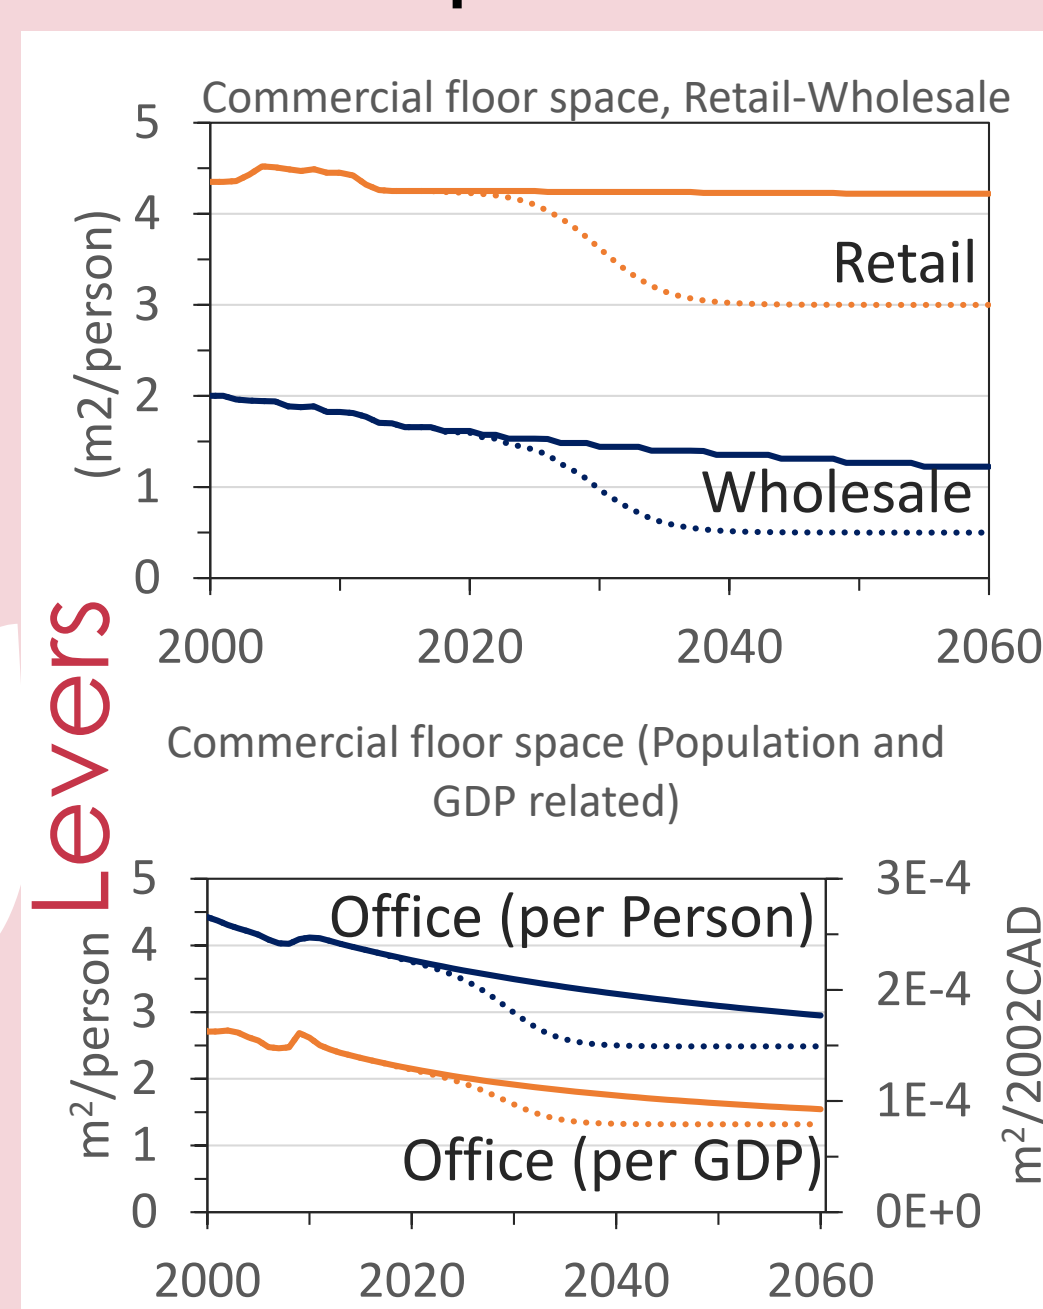 Commercial floor space, Retail-Wholesale
(m2/person)
5
4
3
2
1
0
Retail
Wholesale
2000 2020 2040 2060
Levers
Commercial floor space (Population and
GDP related)
m²/person
5
4
3
2
1
0
Office (per Person)
Office (per GDP)
3E-4
2E-4
1E-4
0E+0
m²/2002CAD
2000 2020 2040 2060